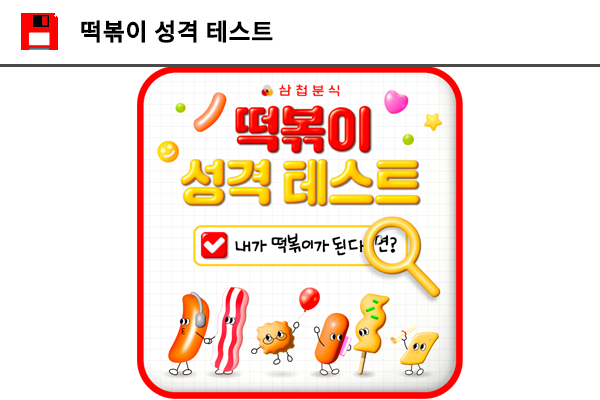 떡볶이 성격 테스트
삼첩분식
떡볶이
성격 테스트
내가 떡볶이가 된다면?